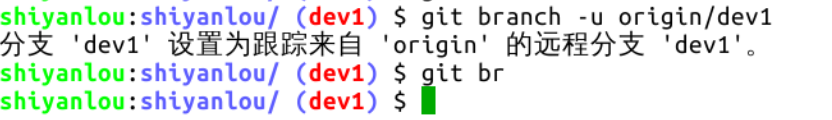 shiyanlou:shiyanlou/ (dev1) $ git branch -u origin/dev1
分支 'dev1' 设置为跟踪来自 'origin' 的远程分支 'dev1'。
shiyanlou:shiyanlou/ (dev1) $ git br
shiyanlou:shiyanlou/ (dev1) $